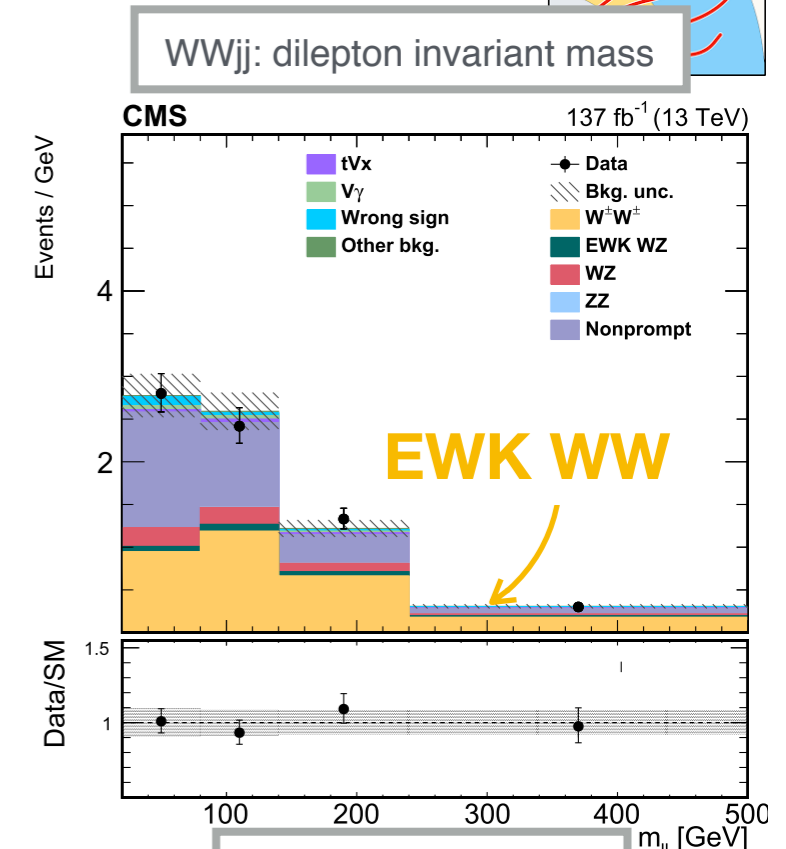 WWjj: dilepton invariant mass
CMS
137 fb⁻¹ (13 TeV)
Events / GeV
tVx
Vγ
Wrong sign
Other bkg.
Data
Bkg. unc.
W±W±
EWK WZ
WZ
ZZ
Nonprompt
4
2
EWK WW
Data/SM
1.5
1
100 200 300 400 500
m_ll [GeV]